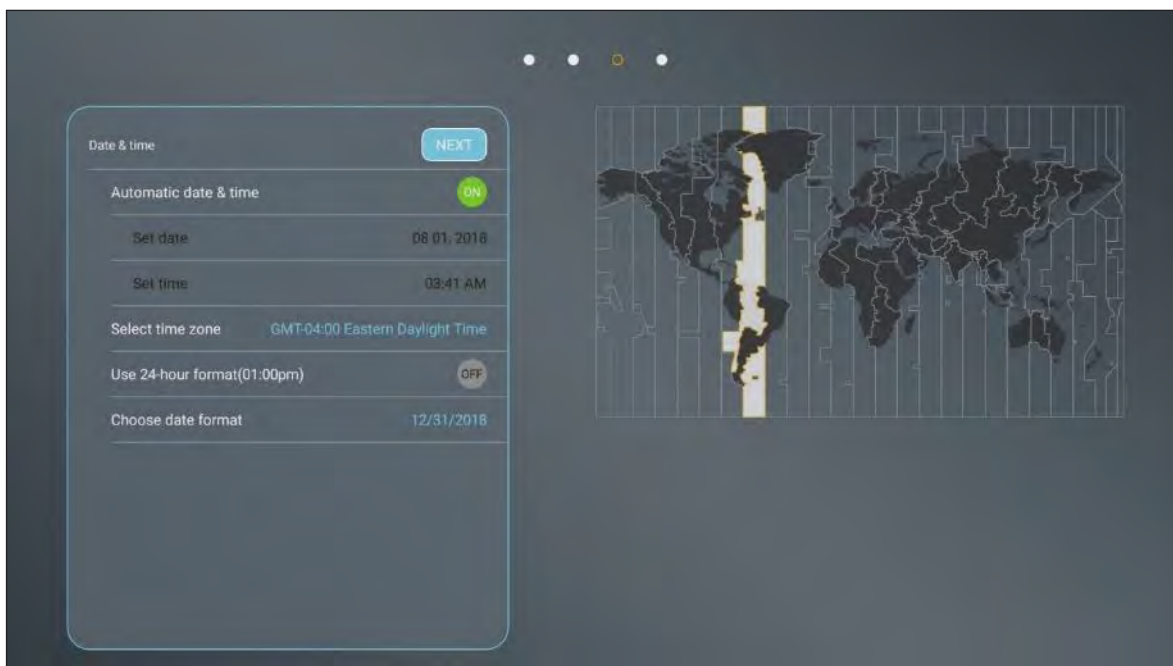 Date & time NEXT
Automatic date & time ON
Set date 08 01, 2018
Set time 03:41 AM
Select time zone GMT-04:00 Eastern Daylight Time
Use 24-hour format(01:00pm) OFF
Choose date format 12/31/2018